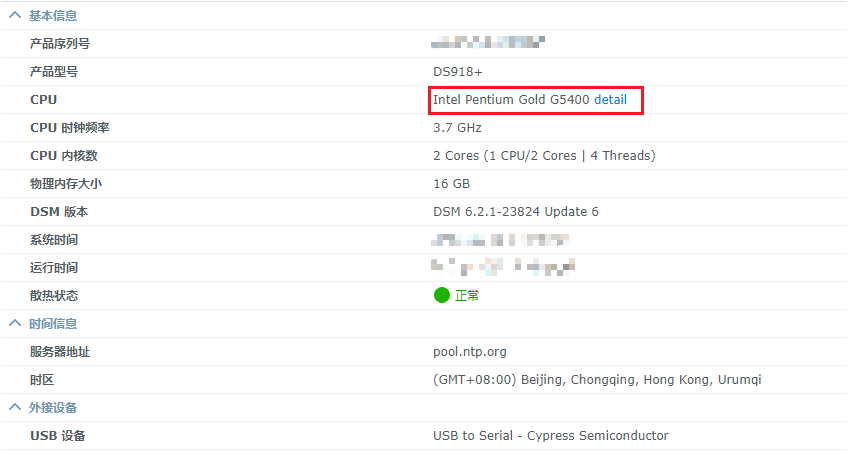 基本信息
产品序列号
产品型号 DS918+
CPU Intel Pentium Gold G5400 detail
CPU 时钟频率 3.7 GHz
CPU 内核数 2 Cores (1 CPU/2 Cores | 4 Threads)
物理内存大小 16 GB
DSM 版本 DSM 6.2.1-23824 Update 6
系统时间
运行时间
散热状态 正常
时间信息
服务器地址 pool.ntp.org
时区 (GMT+08:00) Beijing, Chongqing, Hong Kong, Urumqi
外接设备
USB 设备 USB to Serial - Cypress Semiconductor